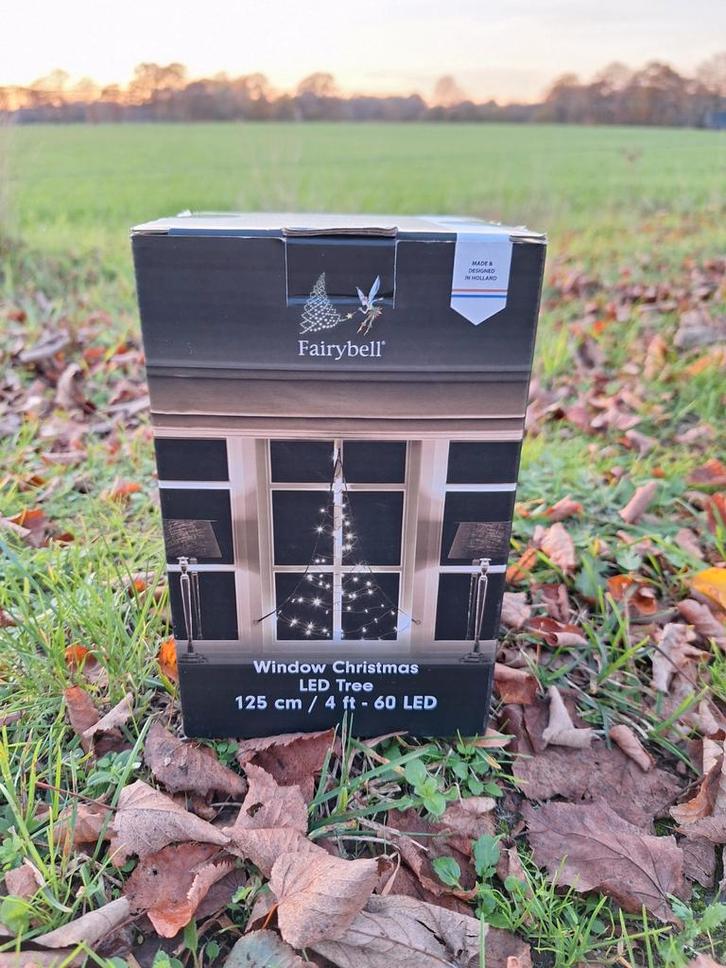 MADE &
DESIGNED
IN HOLLAND
Fairybell®
Window Christmas
LED Tree
125 cm / 4 ft - 60 LED